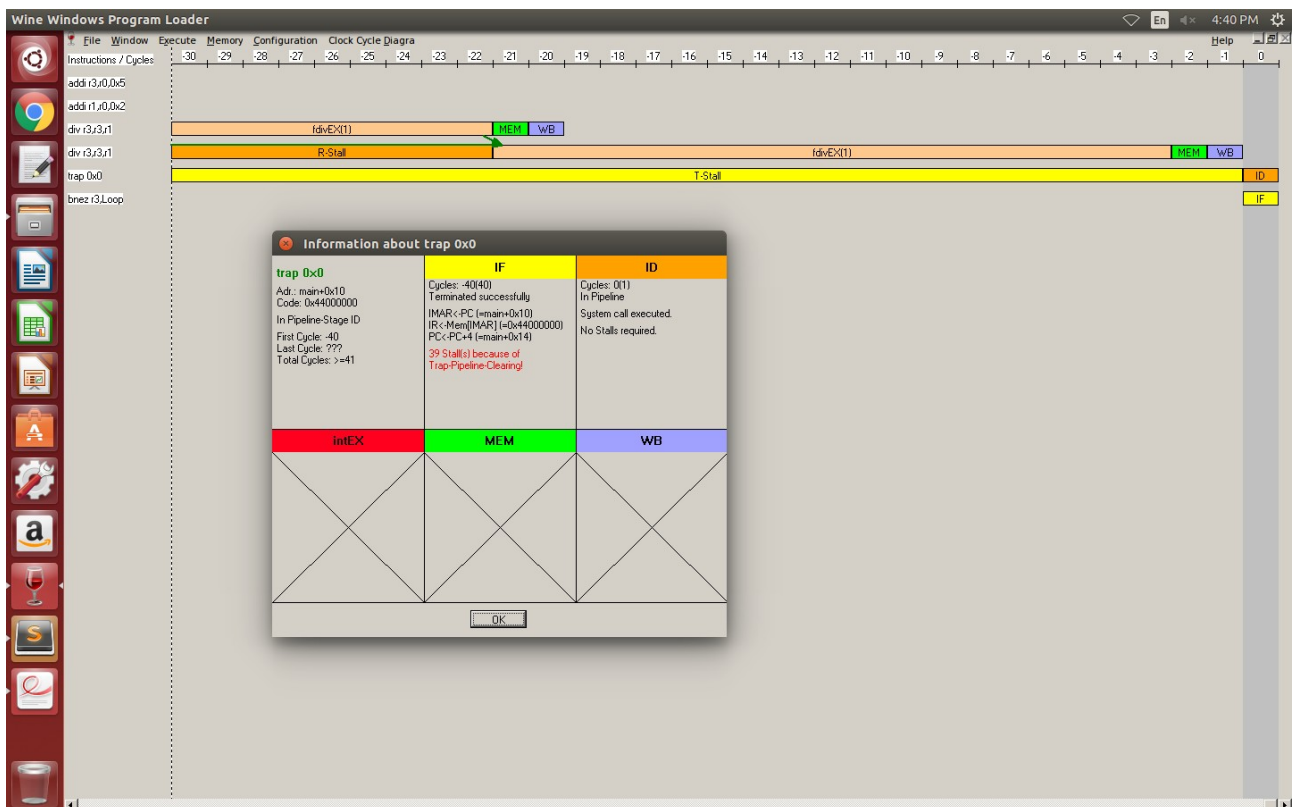 Wine Windows Program Loader
En
4:40 PM
File Window Execute Memory Configuration Clock Cycle Diagra Help
Instructions / Cycles -30 -29 -28 -27 -26 -25 -24 -23 -22 -21 -20 -19 -18 -17 -16 -15 -14 -13 -12 -11 -10 -9 -8 -7 -6 -5 -4 -3 -2 -1 0
addi r3,r0,0x5
addi r1,r0,0x2
div r3,r3,r1 fdivEX(1) MEM WB
div r3,r3,r1 R-Stall fdivEX(1) MEM WB
trap 0x0 T-Stall ID
bnez r3,Loop IF
Information about trap 0x0
trap 0x0
Adr.: main+0x10
Code: 0x44000000
In Pipeline-Stage ID
First Cycle: -40
Last Cycle: ???
Total Cycles: >=41
IF
Cycles: -40(40)
Terminated successfully
IMAR<-PC (=main+0x10)
IR<-Mem[IMAR] (=0x44000000)
PC<-PC+4 (=main+0x14)
39 Stall(s) because of
Trap-Pipeline-Clearing!
ID
Cycles: 0(1)
In Pipeline
System call executed.
No Stalls required.
intEX
MEM
WB
OK
a
S